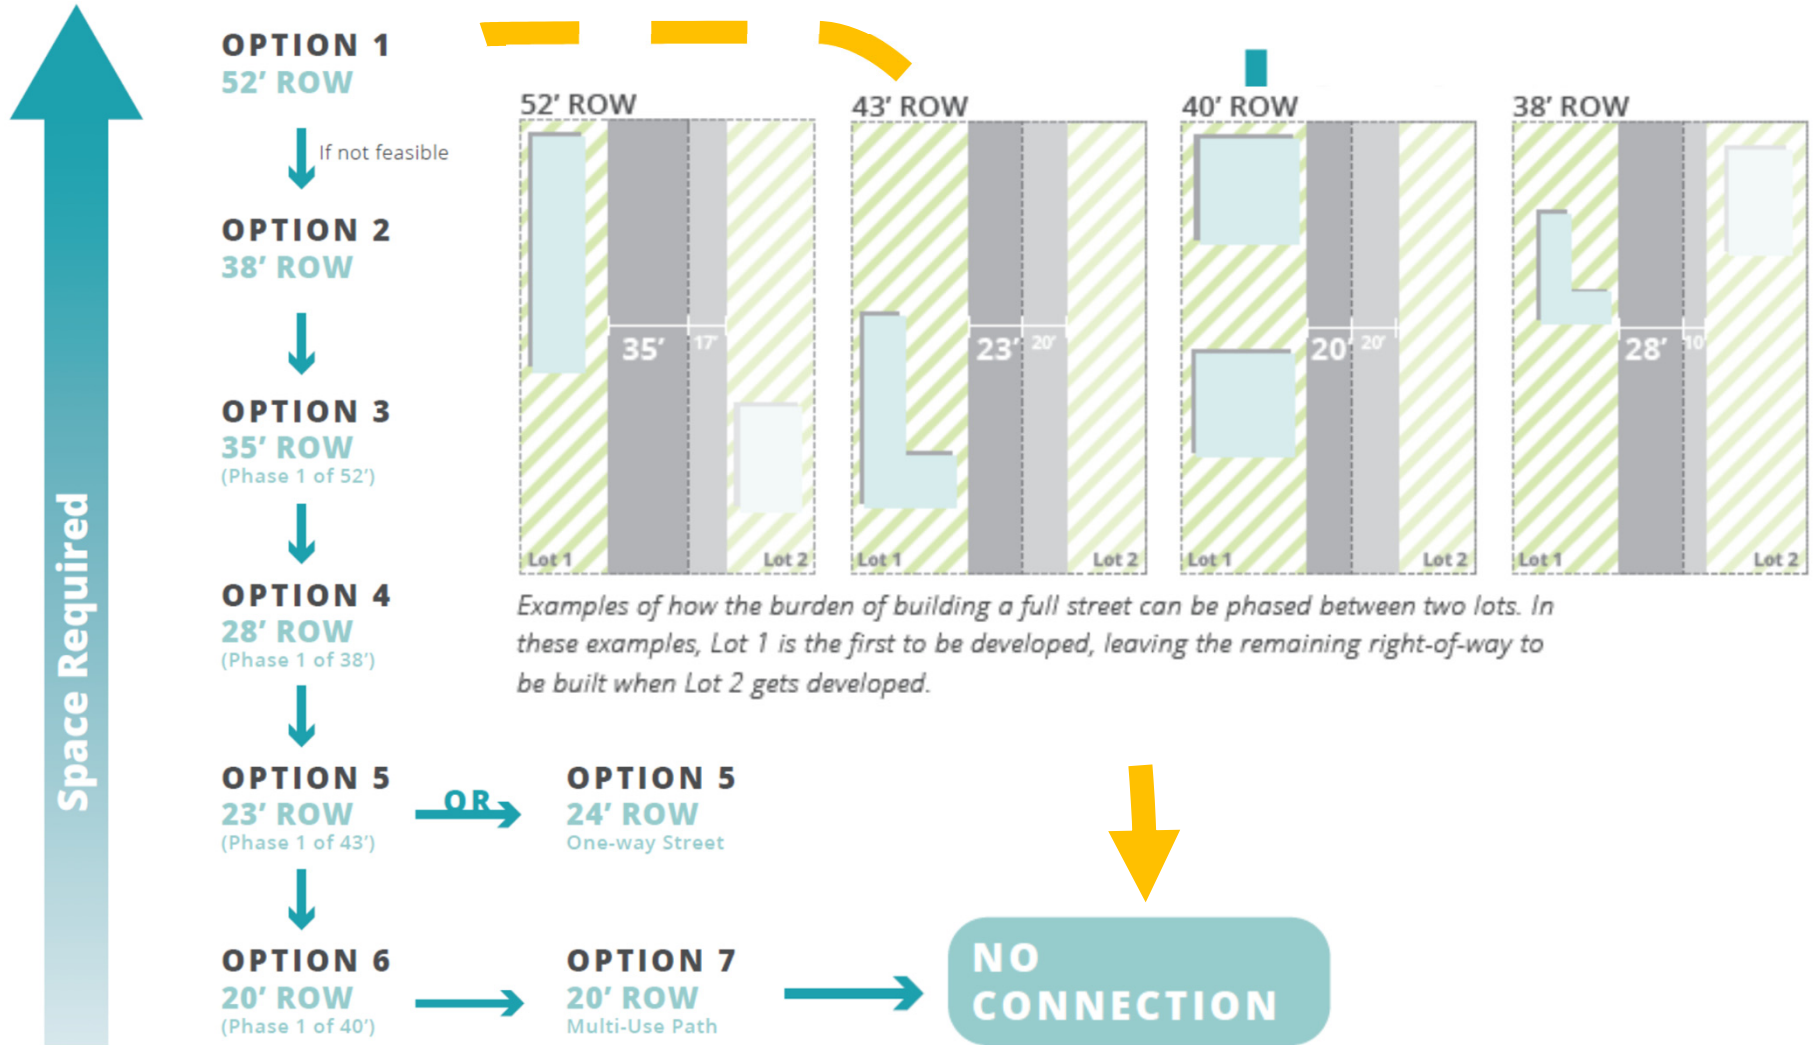 Space Required
OPTION 1
52’ ROW
If not feasible
OPTION 2
38’ ROW
OPTION 3
35’ ROW
(Phase 1 of 52’)
OPTION 4
28’ ROW
(Phase 1 of 38’)
OPTION 5
23’ ROW
(Phase 1 of 43’)
OR
OPTION 5
24’ ROW
One-way Street
OPTION 6
20’ ROW
(Phase 1 of 40’)
OPTION 7
20’ ROW
Multi-Use Path
NO
CONNECTION
52’ ROW
35’ 17’
Lot 1 Lot 2
43’ ROW
23’ 20’
Lot 1 Lot 2
40’ ROW
20’ 20’
Lot 1 Lot 2
38’ ROW
28’ 10’
Lot 1 Lot 2
Examples of how the burden of building a full street can be phased between two lots. In
these examples, Lot 1 is the first to be developed, leaving the remaining right-of-way to
be built when Lot 2 gets developed.